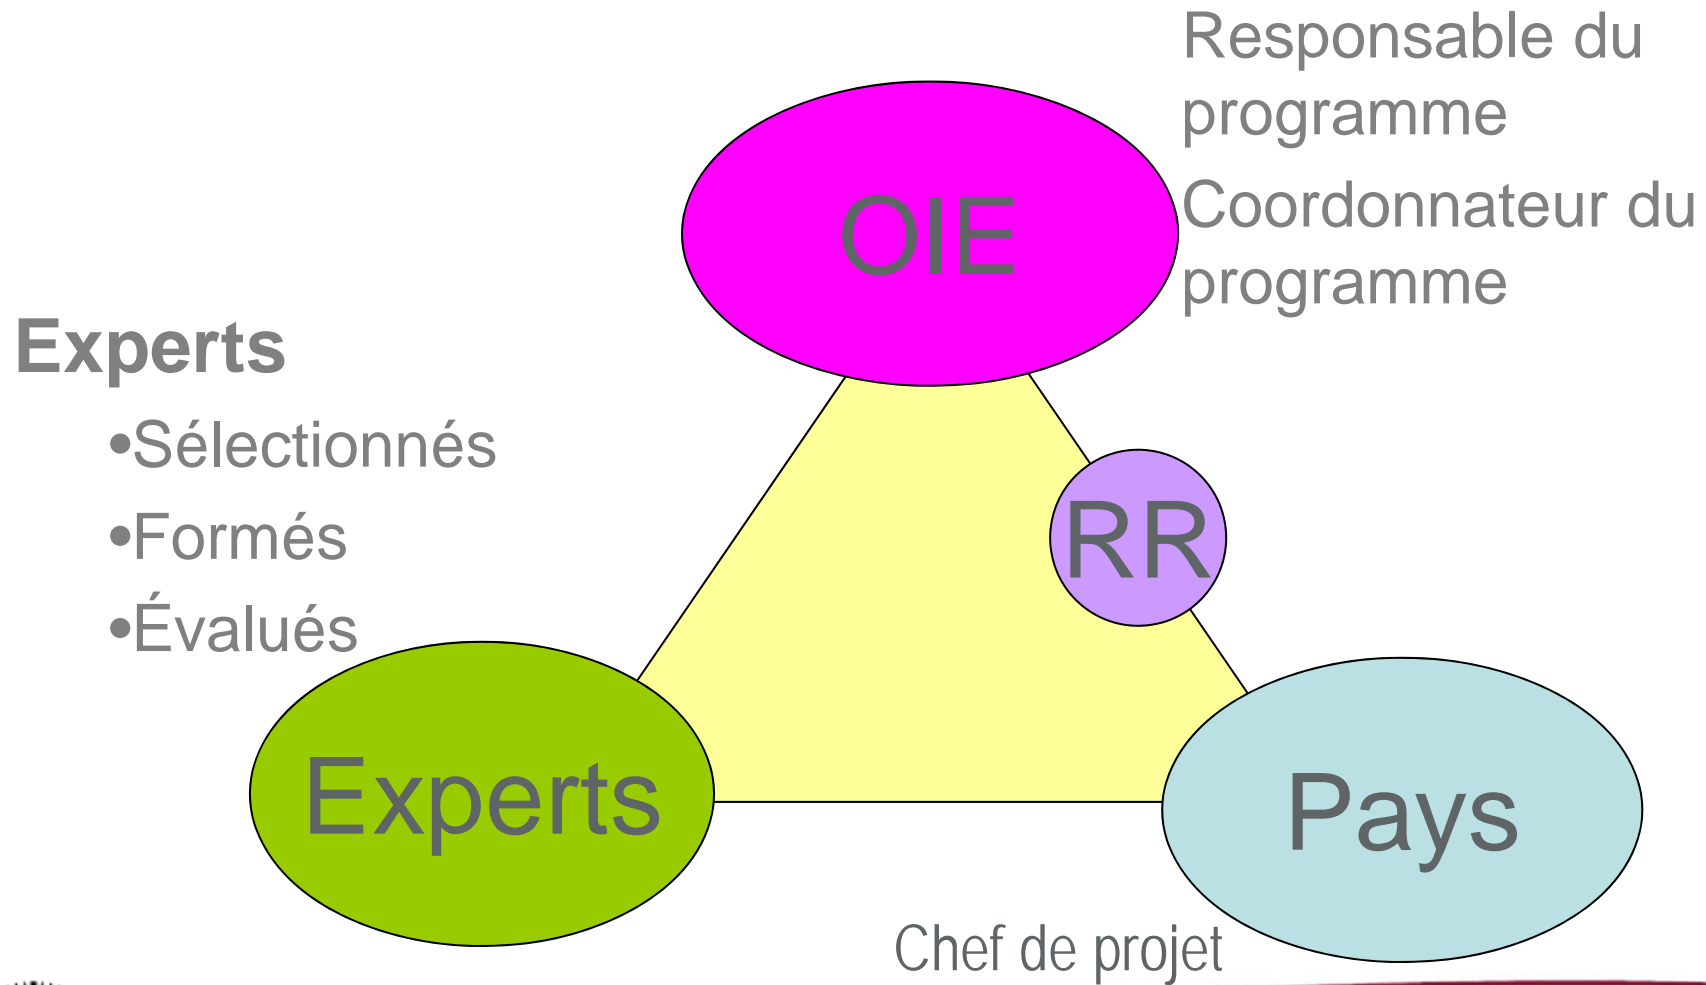 Responsable du
programme
Coordonnateur du
programme
OIE
Experts
•Sélectionnés
•Formés
•Évalués
RR
Experts
Pays
Chef de projet